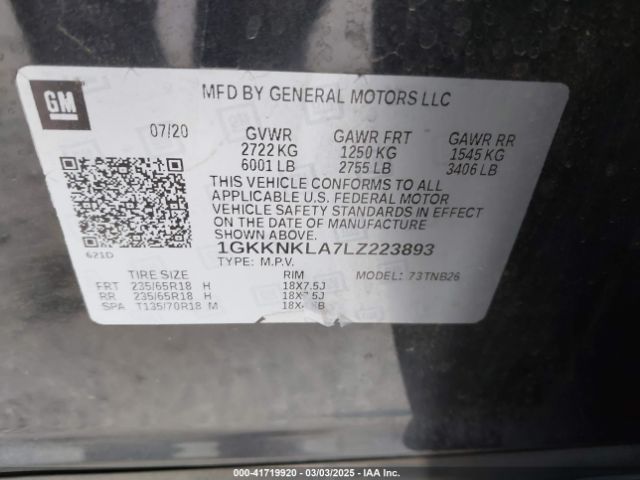 GM
MFD BY GENERAL MOTORS LLC
07/20 GVWR GAWR FRT GAWR RR
2722 KG 1250 KG 1545 KG
6001 LB 2755 LB 3406 LB
THIS VEHICLE CONFORMS TO ALL
APPLICABLE U.S. FEDERAL MOTOR
VEHICLE SAFETY STANDARDS IN EFFECT
ON THE DATE OF MANUFACTURE
SHOWN ABOVE.
1GKKNKLA7LZ223893
621D TYPE: M.P.V. MODEL: 73TNB26
TIRE SIZE RIM
FRT 235/65R18 H 18X7.5J
RR 235/65R18 H
SPA T135/70R18 M
000-41719920 - 03/03/2025 - IAA Inc.